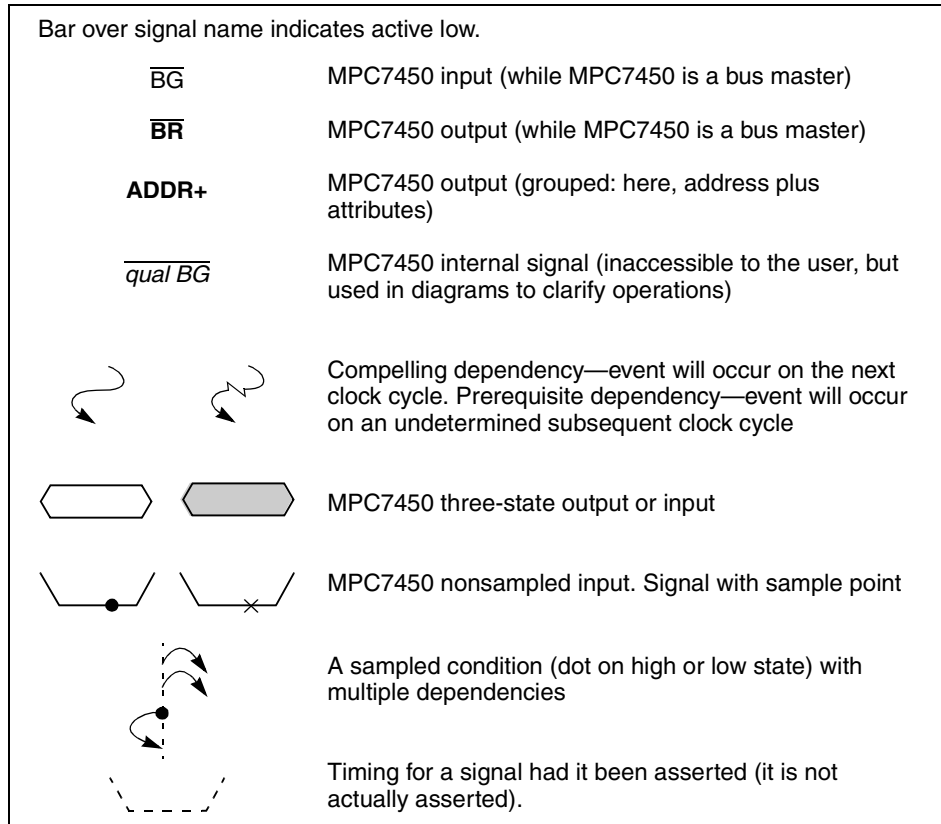 Bar over signal name indicates active low.
B̅G̅ MPC7450 input (while MPC7450 is a bus master)
B̅R̅ MPC7450 output (while MPC7450 is a bus master)
ADDR+ MPC7450 output (grouped: here, address plus
attributes)
q̅u̅a̅l̅ ̅B̅G̅ MPC7450 internal signal (inaccessible to the user, but
used in diagrams to clarify operations)
Compelling dependency—event will occur on the next
clock cycle. Prerequisite dependency—event will occur
on an undetermined subsequent clock cycle
MPC7450 three-state output or input
MPC7450 nonsampled input. Signal with sample point
A sampled condition (dot on high or low state) with
multiple dependencies
Timing for a signal had it been asserted (it is not
actually asserted).